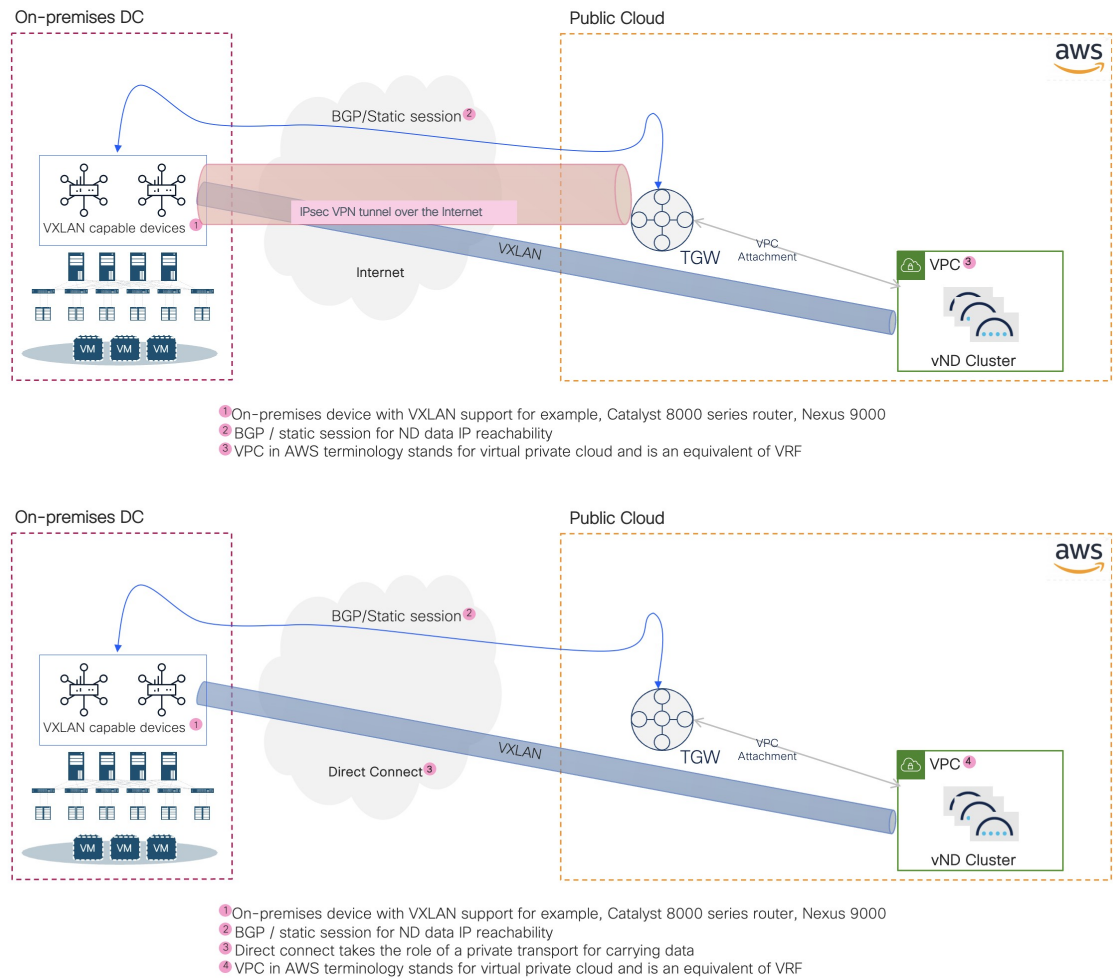 On-premises DC
Public Cloud
aws
BGP/Static session 2
VXLAN capable devices 1
IPsec VPN tunnel over the Internet
VXLAN
Internet
TGW
VPC
Attachment
VPC 3
vND Cluster
VM VM VM
1 On-premises device with VXLAN support for example, Catalyst 8000 series router, Nexus 9000
2 BGP / static session for ND data IP reachability
3 VPC in AWS terminology stands for virtual private cloud and is an equivalent of VRF
On-premises DC
Public Cloud
aws
BGP/Static session 2
VXLAN capable devices 1
VXLAN
Direct Connect 3
TGW
VPC
Attachment
VPC 4
vND Cluster
VM VM VM
1 On-premises device with VXLAN support for example, Catalyst 8000 series router, Nexus 9000
2 BGP / static session for ND data IP reachability
3 Direct connect takes the role of a private transport for carrying data
4 VPC in AWS terminology stands for virtual private cloud and is an equivalent of VRF